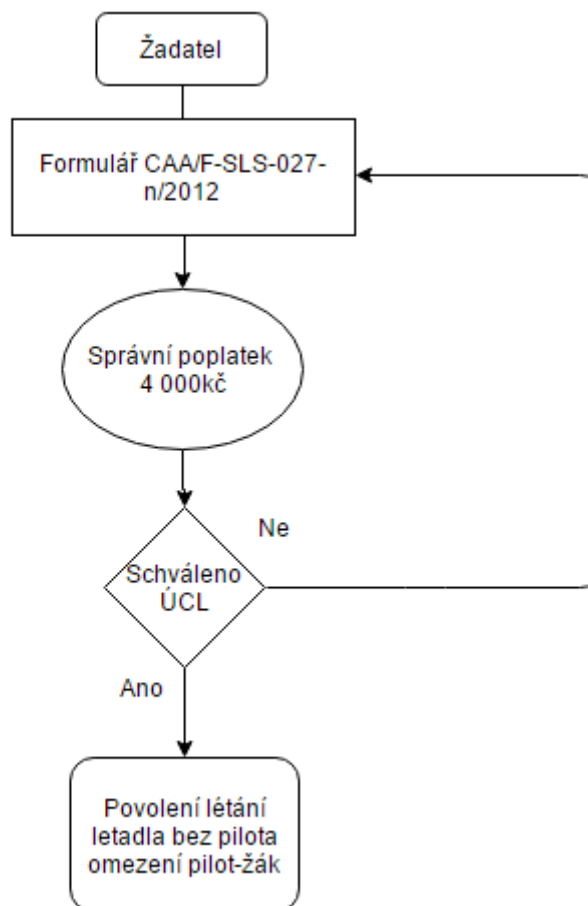 Žadatel
Formulář CAA/F-SLS-027-
n/2012
Správní poplatek
4 000kč
Ne
Schváleno
ÚCL
Ano
Povolení létání
letadla bez pilota
omezení pilot-žák